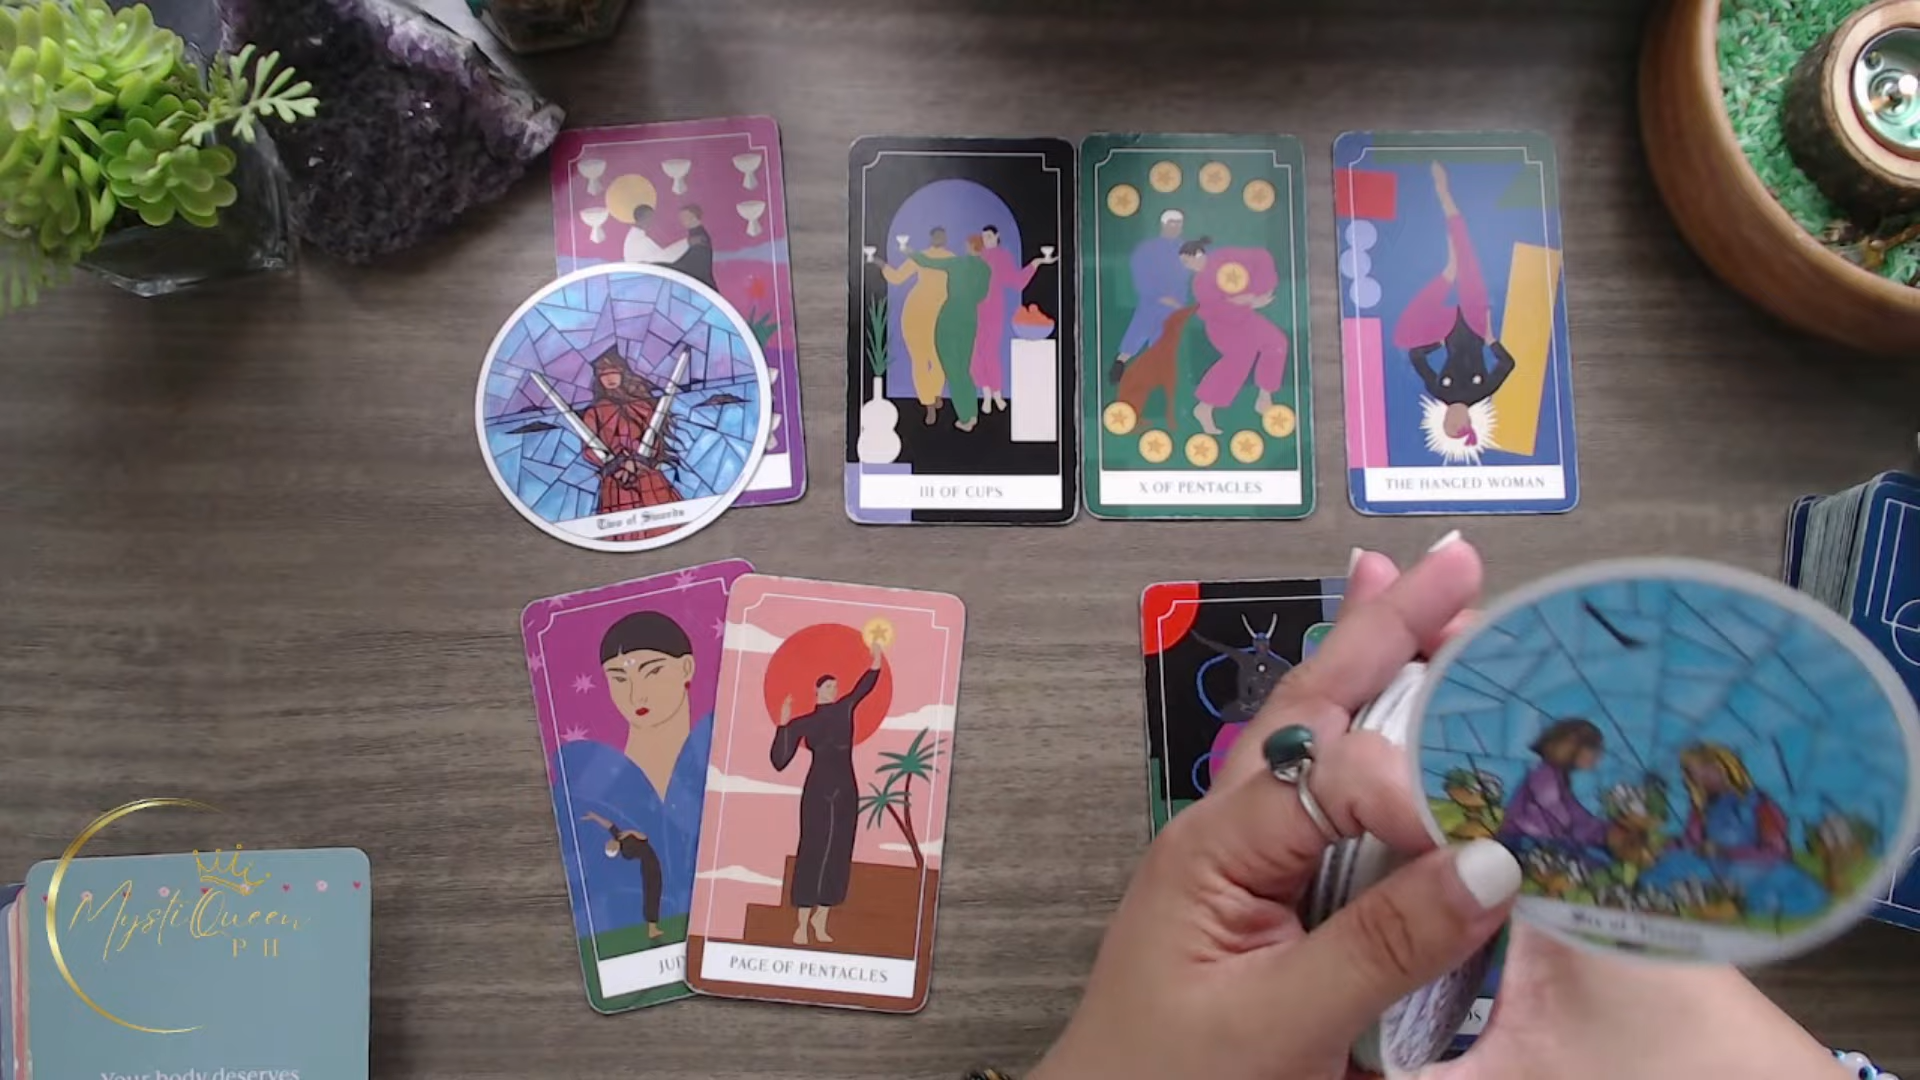 III OF CUPS
X OF PENTACLES
THE HANGED WOMAN
Two of Swords
JUD
PAGE OF PENTACLES
MystiQueen
PH
Your body deserves